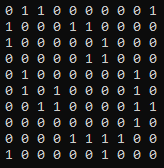 0 1 1 0 0 0 0 0 0 1
1 0 0 0 1 1 0 0 0 0
1 0 0 0 0 0 1 0 0 0
0 0 0 0 0 1 1 0 0 0
0 1 0 0 0 0 0 0 1 0
0 1 0 1 0 0 0 0 1 0
0 0 1 1 0 0 0 0 1 1
0 0 0 0 0 0 0 0 1 0
0 0 0 0 1 1 1 1 0 0
1 0 0 0 0 0 1 0 0 0